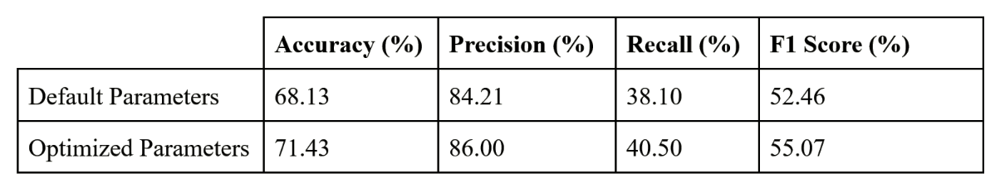 Accuracy (%) Precision (%) Recall (%) F1 Score (%)
Default Parameters 68.13 84.21 38.10 52.46
Optimized Parameters 71.43 86.00 40.50 55.07